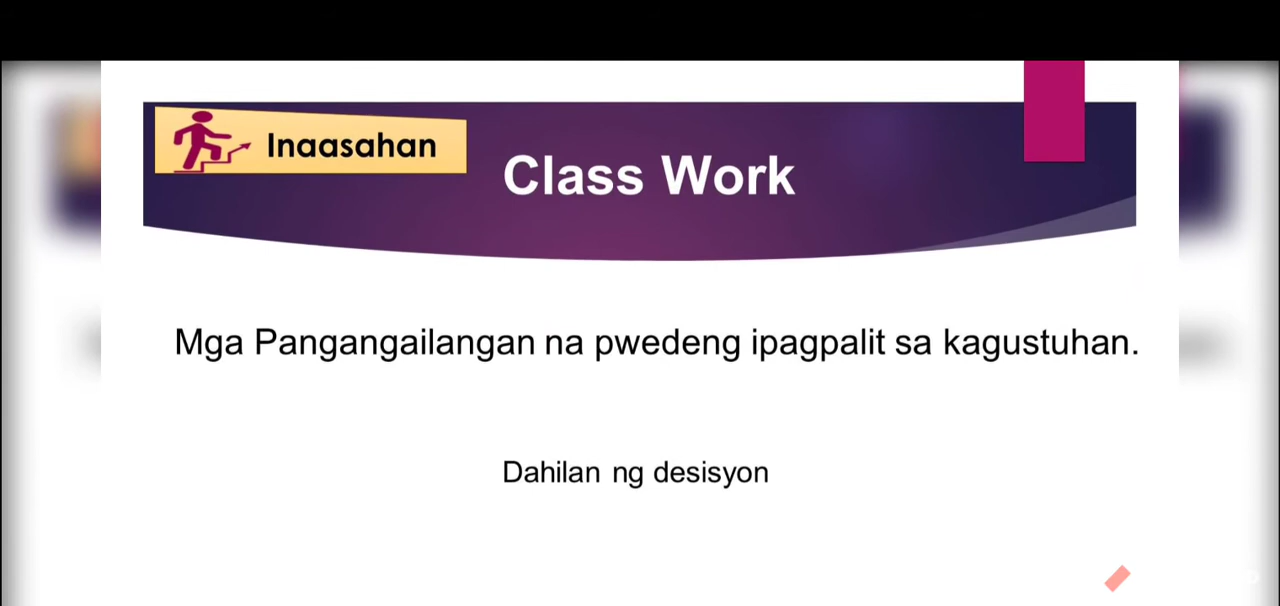 Inaasahan
Class Work
Mga Pangangailangan na pwedeng ipagpalit sa kagustuhan.
Dahilan ng desisyon